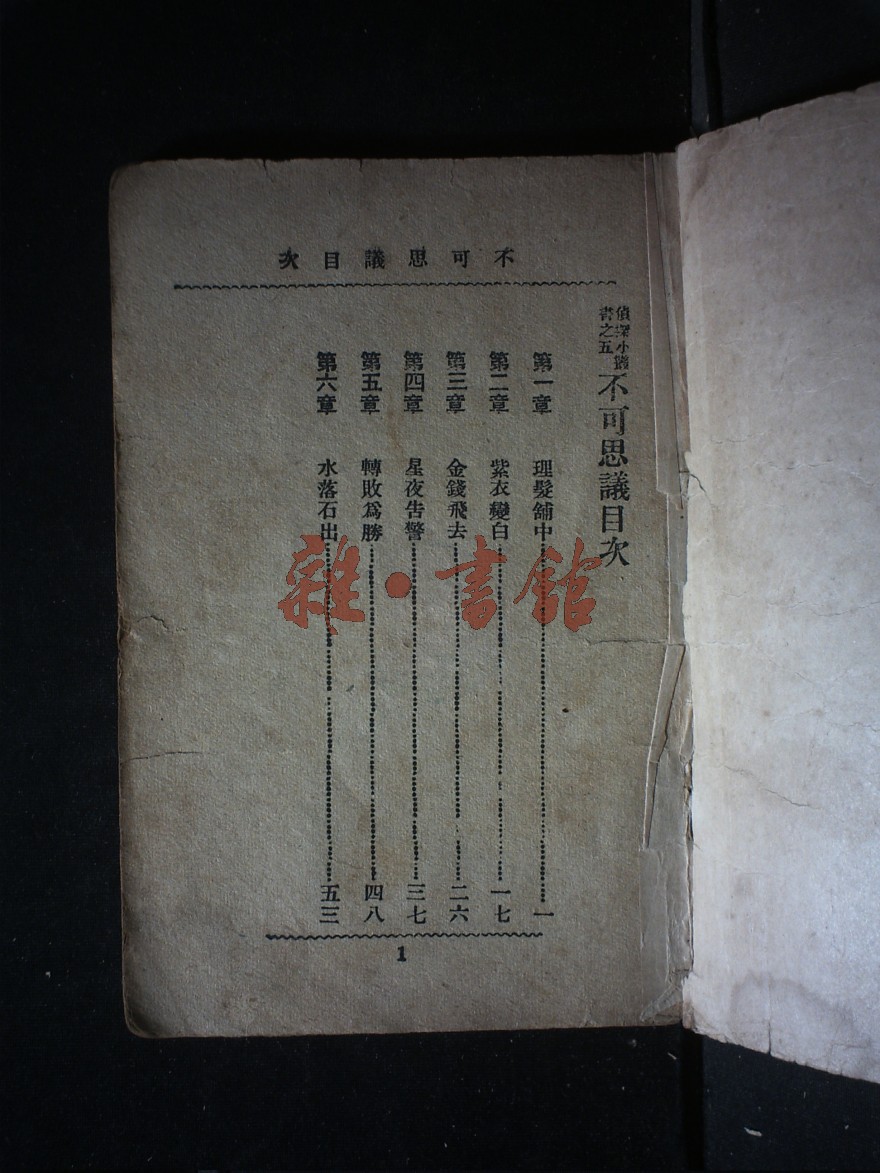 不可思議目次
偵探小說
書之五
不可思議目次
第一章 理髮舖中 一
第二章 紫衣變白 一七
第三章 金錢飛去 二六
第四章 星夜告警 三七
第五章 轉敗爲勝 四八
第六章 水落石出 五三
1
雜·書館